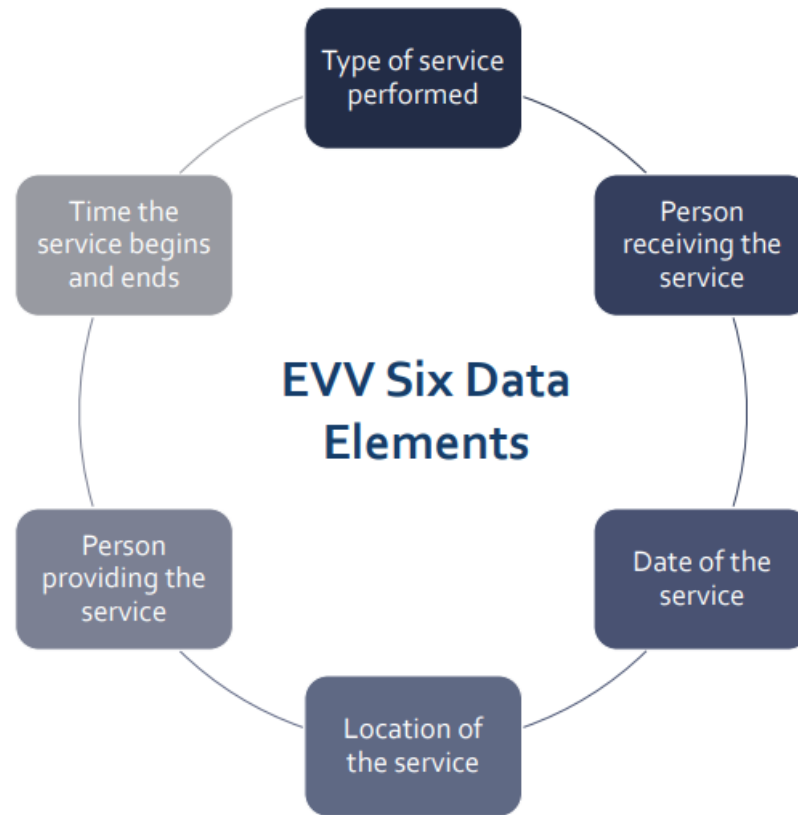 Type of service
performed
Person
receiving the
service
Date of the
service
Location of
the service
Person
providing the
service
Time the
service begins
and ends
EVV Six Data
Elements